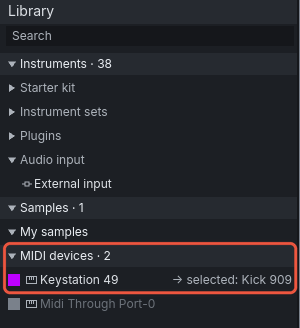 Library
Search
Instruments · 38
Starter kit
Instrument sets
Plugins
Audio input
External input
Samples · 1
My samples
MIDI devices · 2
Keystation 49 → selected: Kick 909
Midi Through Port-0